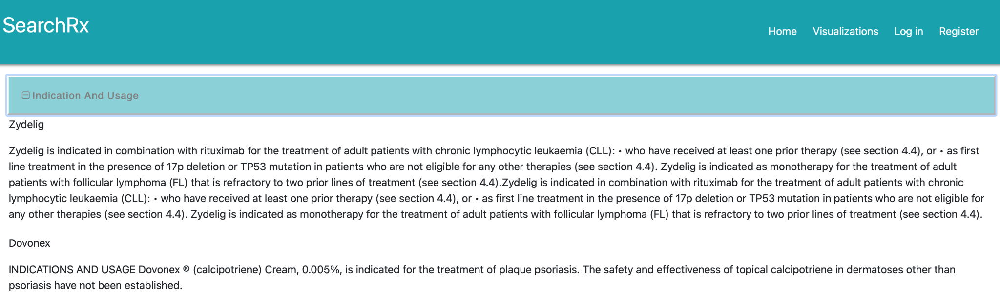 SearchRx
Home Visualizations Log in Register
Indication And Usage
Zydelig
Zydelig is indicated in combination with rituximab for the treatment of adult patients with chronic lymphocytic leukaemia (CLL): • who have received at least one prior therapy (see section 4.4), or • as first
line treatment in the presence of 17p deletion or TP53 mutation in patients who are not eligible for any other therapies (see section 4.4). Zydelig is indicated as monotherapy for the treatment of adult
patients with follicular lymphoma (FL) that is refractory to two prior lines of treatment (see section 4.4).Zydelig is indicated in combination with rituximab for the treatment of adult patients with chronic
lymphocytic leukaemia (CLL): • who have received at least one prior therapy (see section 4.4), or • as first line treatment in the presence of 17p deletion or TP53 mutation in patients who are not eligible for
any other therapies (see section 4.4). Zydelig is indicated as monotherapy for the treatment of adult patients with follicular lymphoma (FL) that is refractory to two prior lines of treatment (see section 4.4).
Dovonex
INDICATIONS AND USAGE Dovonex ® (calcipotriene) Cream, 0.005%, is indicated for the treatment of plaque psoriasis. The safety and effectiveness of topical calcipotriene in dermatoses other than
psoriasis have not been established.